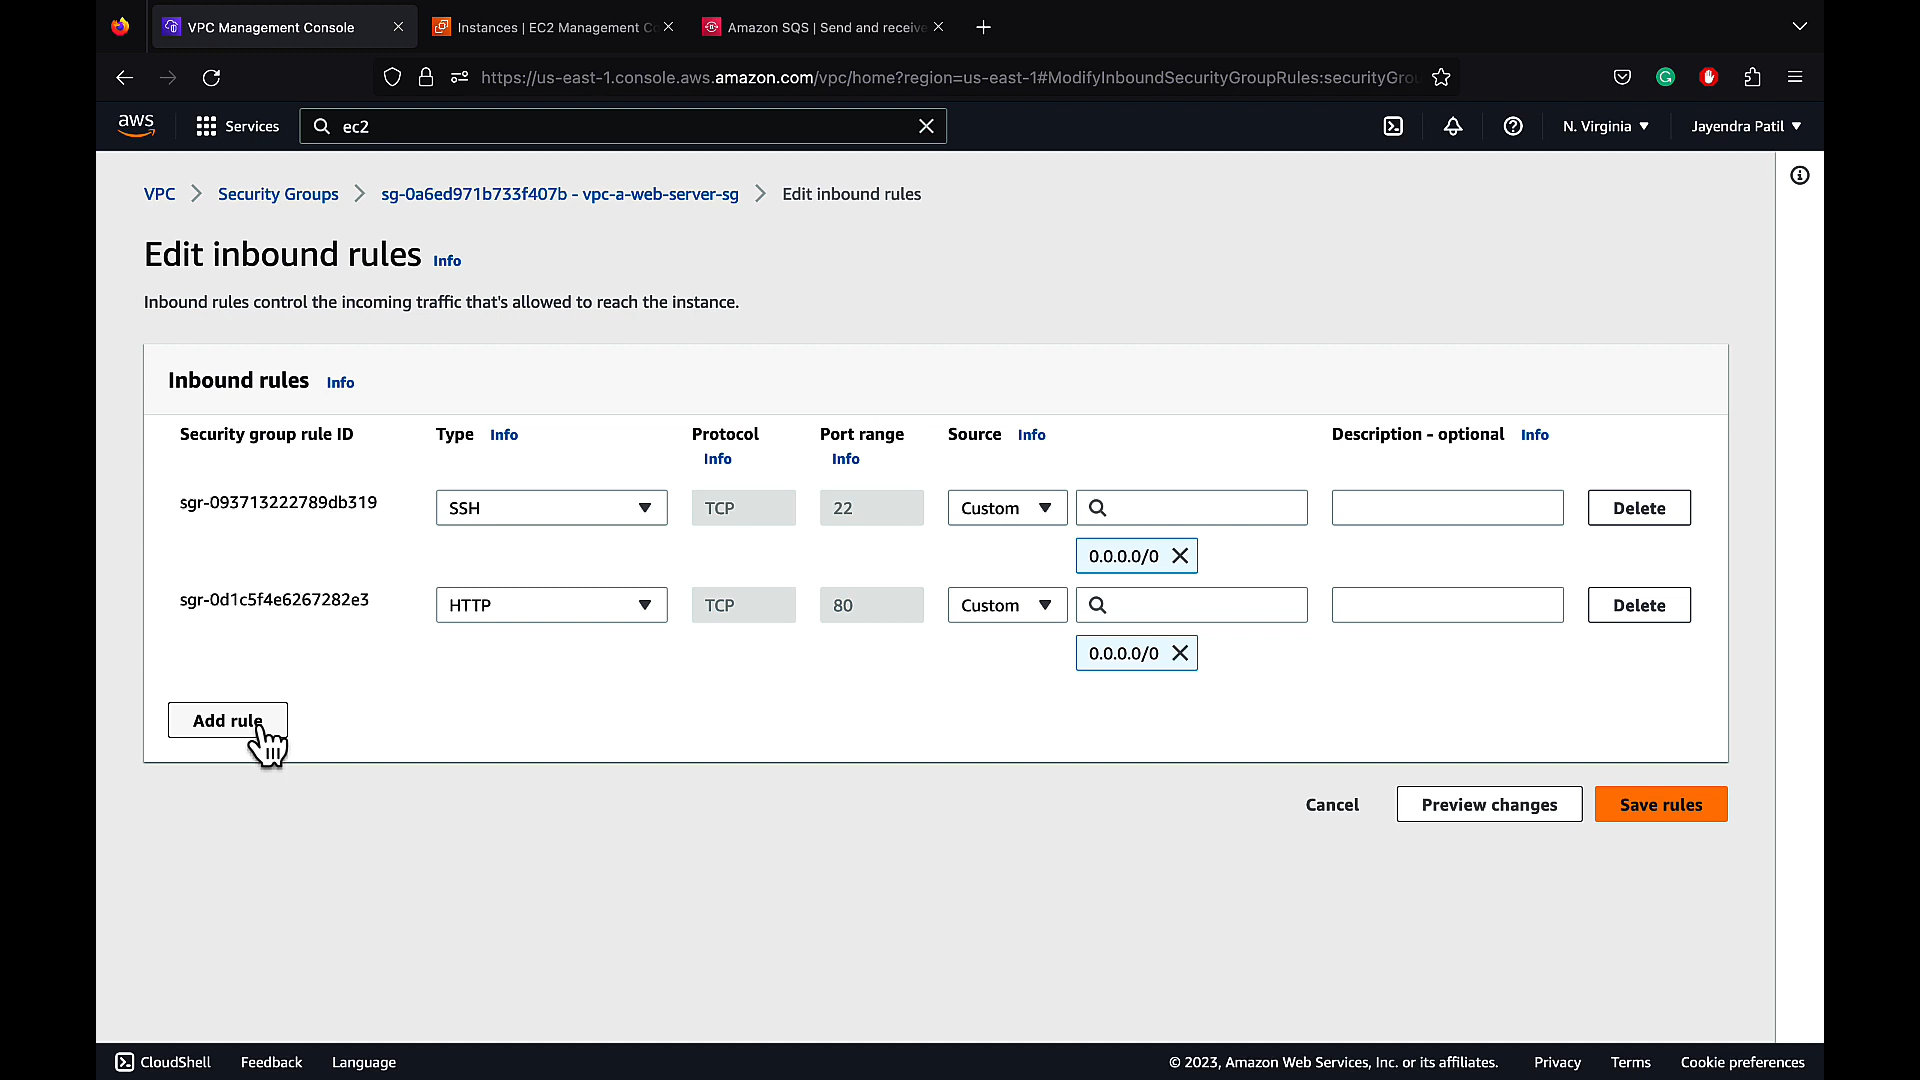 VPC Management Console
Instances | EC2 Management Co
Amazon SQS | Send and receive
https://us-east-1.console.aws.amazon.com/vpc/home?region=us-east-1#ModifyInboundSecurityGroupRules:securityGrou
aws
Services
ec2
N. Virginia
Jayendra Patil
VPC
Security Groups
sg-0a6ed971b733f407b - vpc-a-web-server-sg
Edit inbound rules
Edit inbound rules Info
Inbound rules control the incoming traffic that's allowed to reach the instance.
Inbound rules Info
Security group rule ID
Type Info
Protocol
Info
Port range
Info
Source Info
Description - optional Info
sgr-093713222789db319
SSH
TCP
22
Custom
Delete
0.0.0.0/0
sgr-0d1c5f4e6267282e3
HTTP
TCP
80
Custom
Delete
0.0.0.0/0
Add rule
Cancel
Preview changes
Save rules
CloudShell
Feedback
Language
© 2023, Amazon Web Services, Inc. or its affiliates.
Privacy
Terms
Cookie preferences